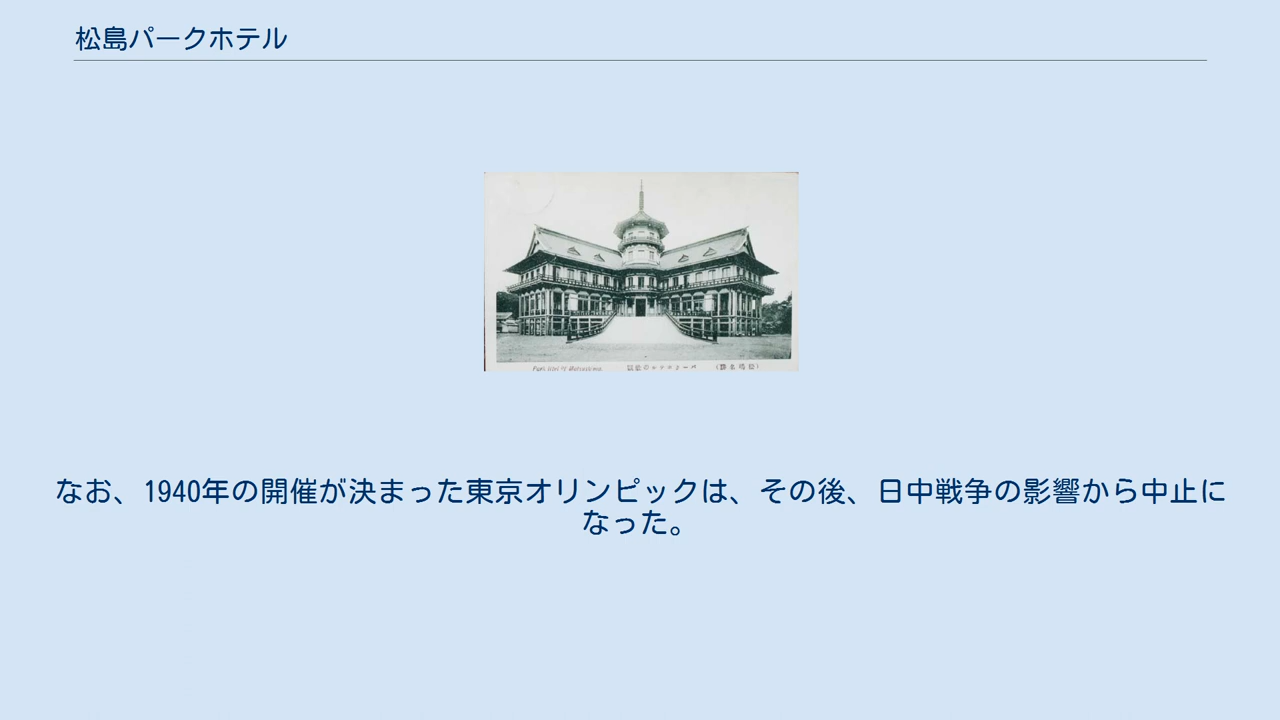 松島パークホテル
なお、1940年の開催が決まった東京オリンピックは、その後、日中戦争の影響から中止に
なった。